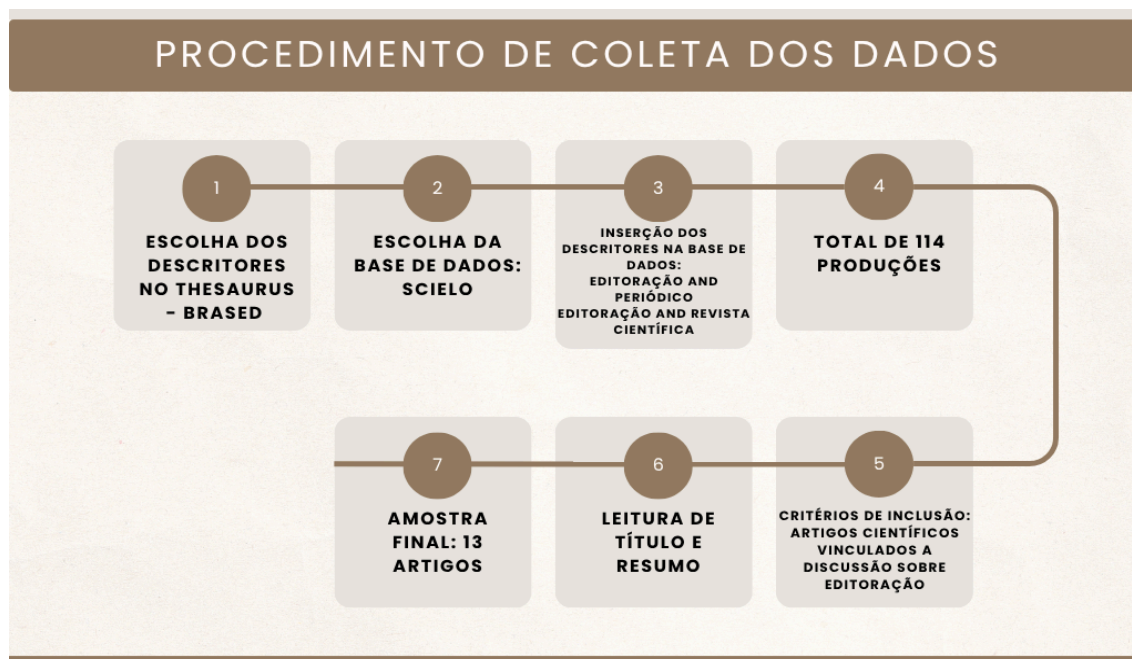 PROCEDIMENTO DE COLETA DOS DADOS
1
ESCOLHA DOS
DESCRITORES
NO THESAURUS
- BRASED
2
ESCOLHA DA
BASE DE DADOS:
SCIELO
3
INSERÇÃO DOS
DESCRITORES NA BASE DE
DADOS:
EDITORAÇÃO AND
PERIÓDICO
EDITORAÇÃO AND REVISTA
CIENTÍFICA
4
TOTAL DE 114
PRODUÇÕES
5
CRITÉRIOS DE INCLUSÃO:
ARTIGOS CIENTÍFICOS
VINCULADOS A
DISCUSSÃO SOBRE
EDITORAÇÃO
6
LEITURA DE
TÍTULO E
RESUMO
7
AMOSTRA
FINAL: 13
ARTIGOS